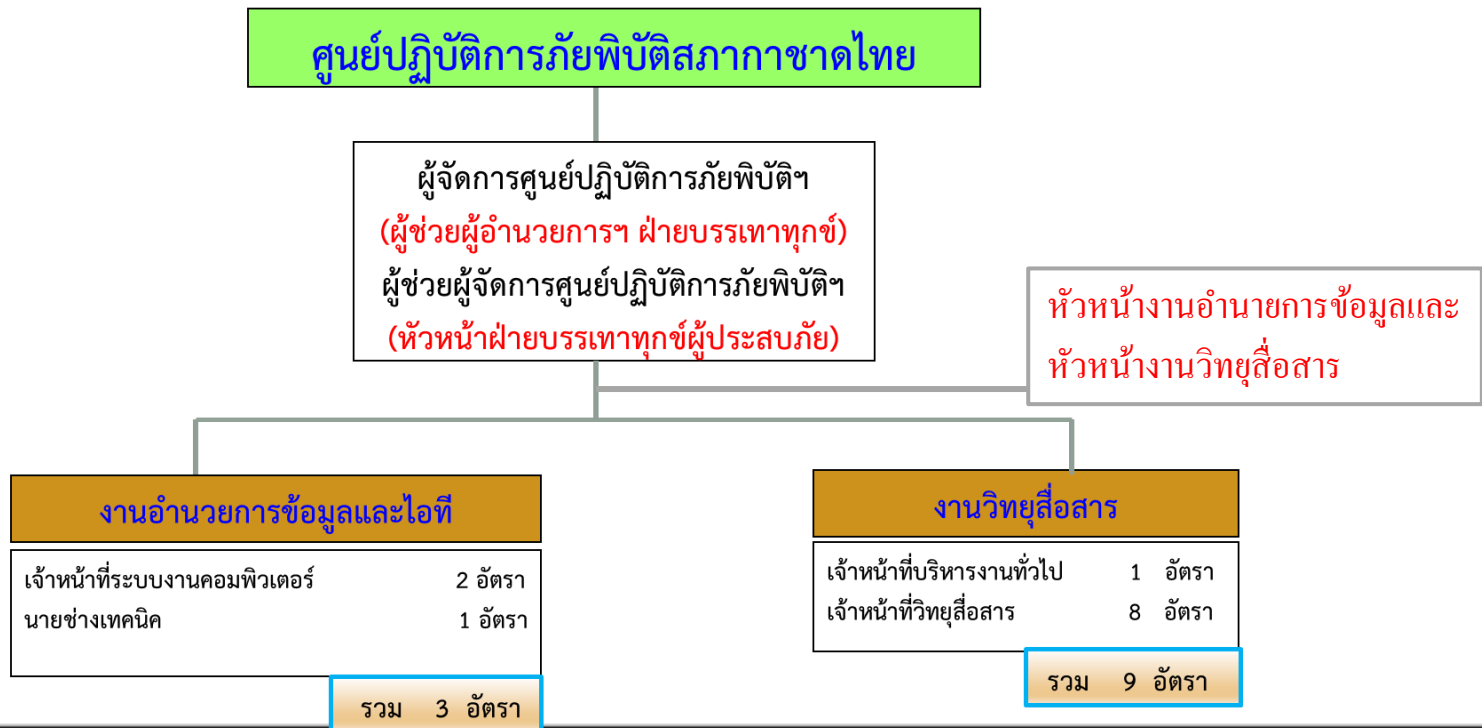 ศูนย์ปฏิบัติการภัยพิบัติสภากาชาดไทย
ผู้จัดการศูนย์ปฏิบัติการภัยพิบัติฯ
(ผู้ช่วยผู้อำนวยการฯ ฝ่ายบรรเทาทุกข์)
ผู้ช่วยผู้จัดการศูนย์ปฏิบัติการภัยพิบัติฯ
(หัวหน้าฝ่ายบรรเทาทุกข์ผู้ประสบภัย)
หัวหน้างานอำนายการข้อมูลและ
หัวหน้างานวิทยุสื่อสาร
งานอำนวยการข้อมูลและไอที
เจ้าหน้าที่ระบบงานคอมพิวเตอร์ 2 อัตรา
นายช่างเทคนิค 1 อัตรา
รวม 3 อัตรา
งานวิทยุสื่อสาร
เจ้าหน้าที่บริหารงานทั่วไป 1 อัตรา
เจ้าหน้าที่วิทยุสื่อสาร 8 อัตรา
รวม 9 อัตรา